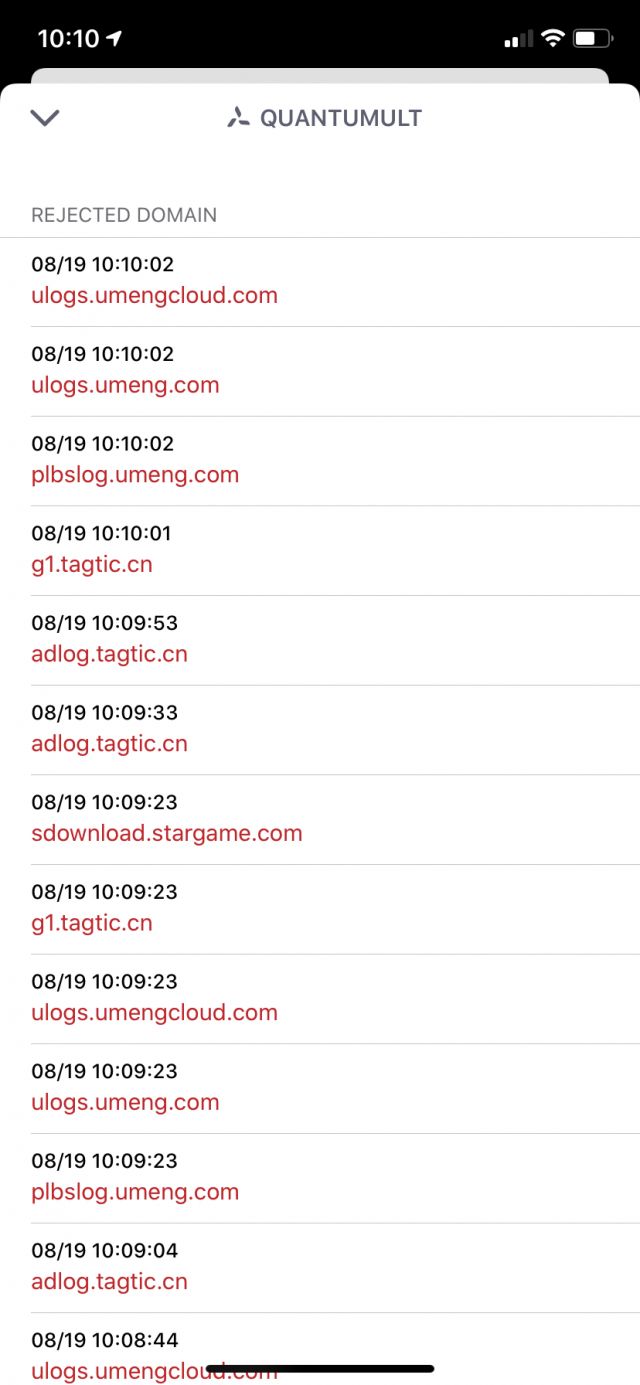 10:10
QUANTUMULT
REJECTED DOMAIN
08/19 10:10:02
ulogs.umengcloud.com
08/19 10:10:02
ulogs.umeng.com
08/19 10:10:02
plbslog.umeng.com
08/19 10:10:01
g1.tagtic.cn
08/19 10:09:53
adlog.tagtic.cn
08/19 10:09:33
adlog.tagtic.cn
08/19 10:09:23
sdownload.stargame.com
08/19 10:09:23
g1.tagtic.cn
08/19 10:09:23
ulogs.umengcloud.com
08/19 10:09:23
ulogs.umeng.com
08/19 10:09:23
plbslog.umeng.com
08/19 10:09:04
adlog.tagtic.cn
08/19 10:08:44
ulogs.umengcloud.com